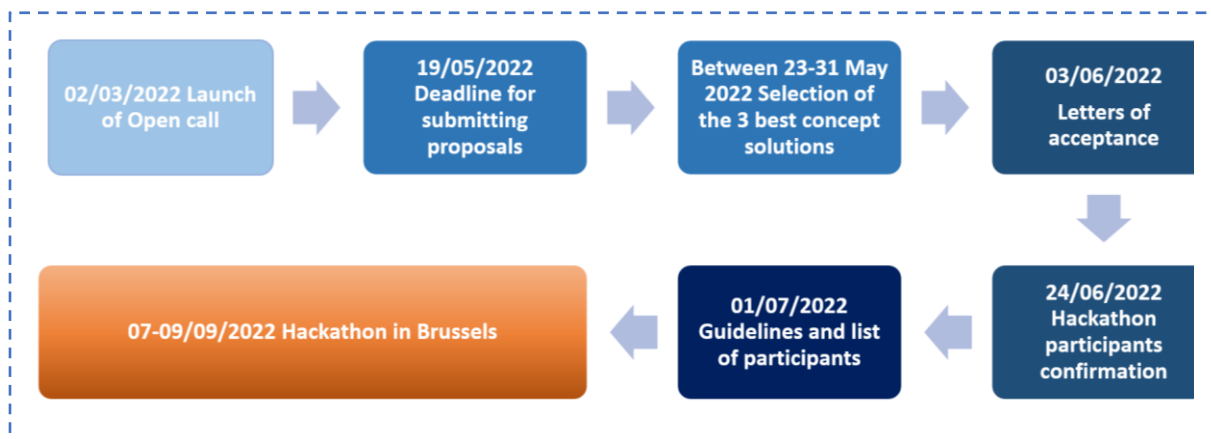 02/03/2022 Launch
of Open call
19/05/2022
Deadline for
submitting
proposals
Between 23-31 May
2022 Selection of
the 3 best concept
solutions
03/06/2022
Letters of
acceptance
24/06/2022
Hackathon
participants
confirmation
01/07/2022
Guidelines and list
of participants
07-09/09/2022 Hackathon in Brussels